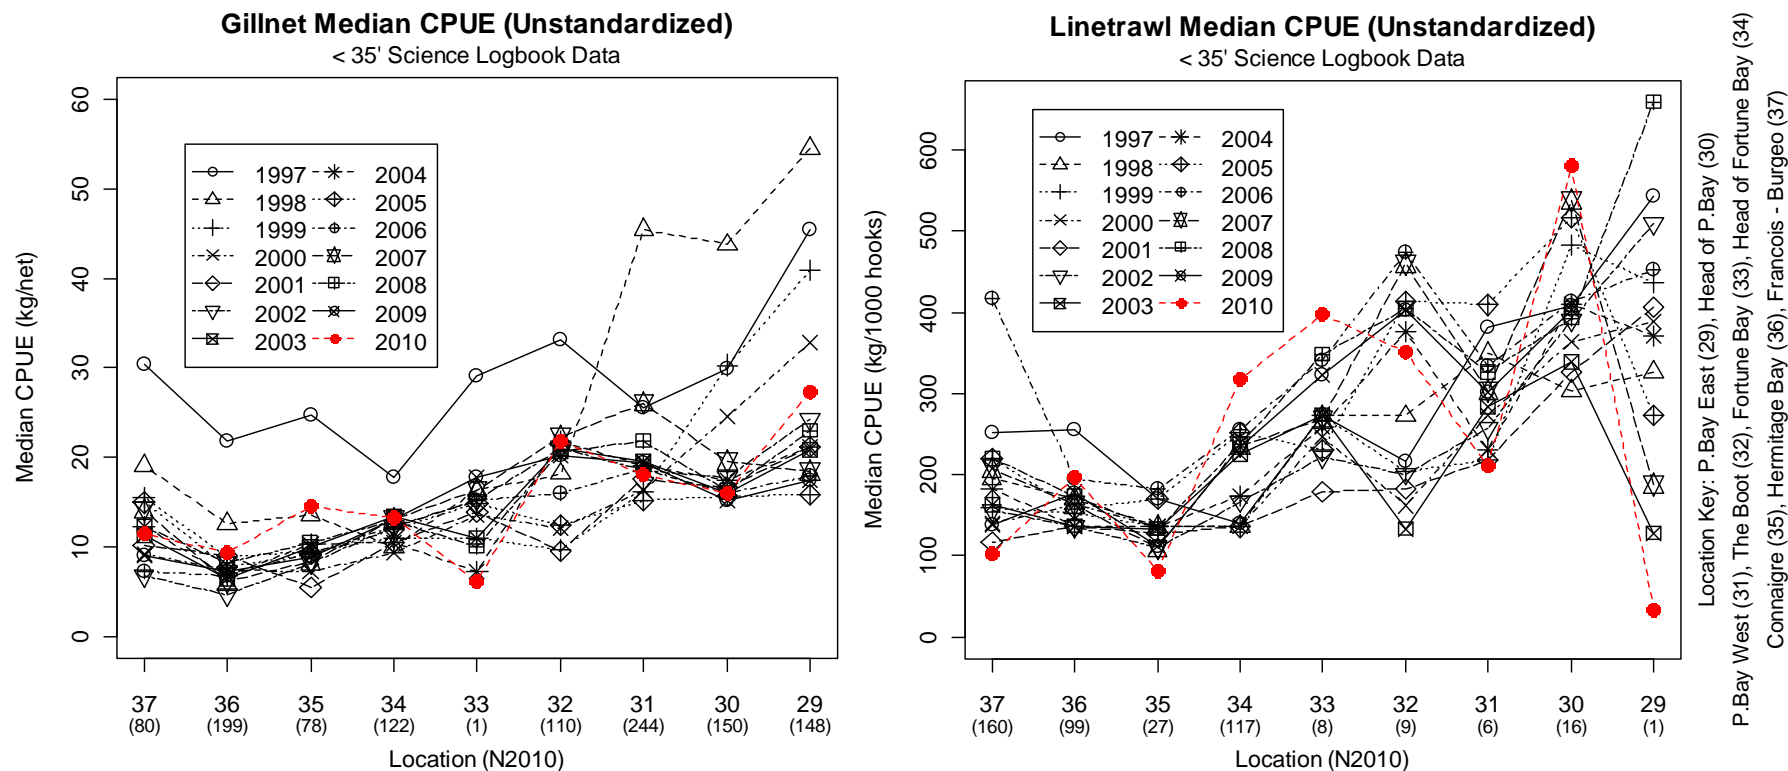 Gillnet Median CPUE (Unstandardized)
< 35' Science Logbook Data
Median CPUE (kg/net)
60
50
40
30
20
10
0
1997
1998
1999
2000
2001
2002
2003
2004
2005
2006
2007
2008
2009
2010
37 36 35 34 33 32 31 30 29
(80) (199) (78) (122) (1) (110) (244) (150) (148)
Location (N2010)
Linetrawl Median CPUE (Unstandardized)
< 35' Science Logbook Data
Median CPUE (kg/1000 hooks)
600
500
400
300
200
100
0
1997
1998
1999
2000
2001
2002
2003
2004
2005
2006
2007
2008
2009
2010
37 36 35 34 33 32 31 30 29
(160) (99) (27) (117) (8) (9) (6) (16) (1)
Location (N2010)
Location Key: P.Bay East (29), Head of P.Bay (30)
P.Bay West (31), The Boot (32), Fortune Bay (33), Head of Fortune Bay (34)
Connaigre (35), Hermitage Bay (36), Francois - Burgeo (37)